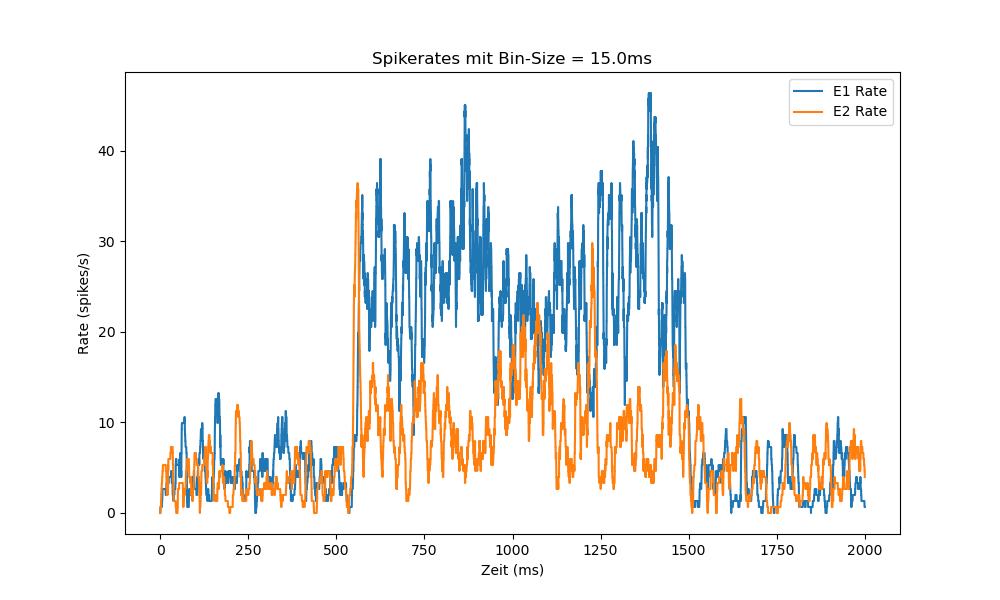 Spikerates mit Bin-Size = 15.0ms
E1 Rate
E2 Rate
40
30
20
10
0
Rate (spikes/s)
0 250 500 750 1000 1250 1500 1750 2000
Zeit (ms)